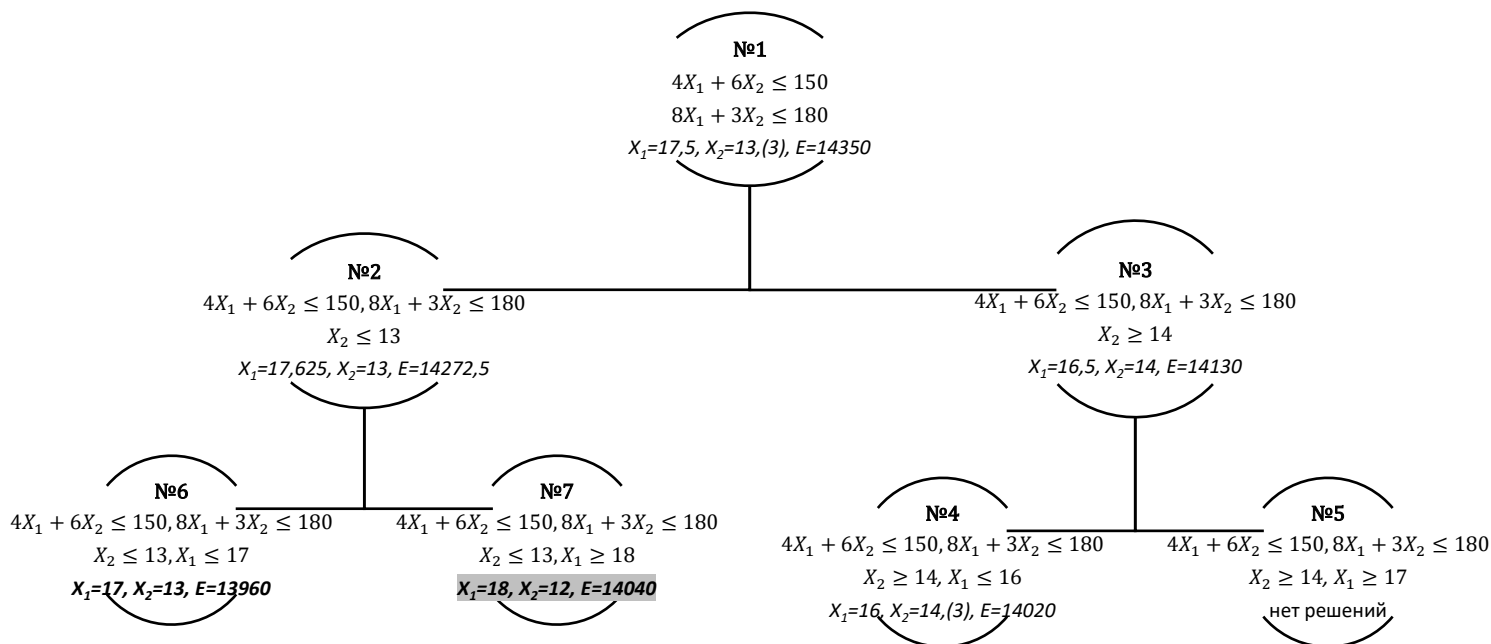 №1
4X₁ + 6X₂ ≤ 150
8X₁ + 3X₂ ≤ 180
X₁=17,5, X₂=13,(3), E=14350
№2
4X₁ + 6X₂ ≤ 150, 8X₁ + 3X₂ ≤ 180
X₂ ≤ 13
X₁=17,625, X₂=13, E=14272,5
№3
4X₁ + 6X₂ ≤ 150, 8X₁ + 3X₂ ≤ 180
X₂ ≥ 14
X₁=16,5, X₂=14, E=14130
№6
4X₁ + 6X₂ ≤ 150, 8X₁ + 3X₂ ≤ 180
X₂ ≤ 13, X₁ ≤ 17
X₁=17, X₂=13, E=13960
№7
4X₁ + 6X₂ ≤ 150, 8X₁ + 3X₂ ≤ 180
X₂ ≤ 13, X₁ ≥ 18
X₁=18, X₂=12, E=14040
№4
4X₁ + 6X₂ ≤ 150, 8X₁ + 3X₂ ≤ 180
X₂ ≥ 14, X₁ ≤ 16
X₁=16, X₂=14,(3), E=14020
№5
4X₁ + 6X₂ ≤ 150, 8X₁ + 3X₂ ≤ 180
X₂ ≥ 14, X₁ ≥ 17
нет решений